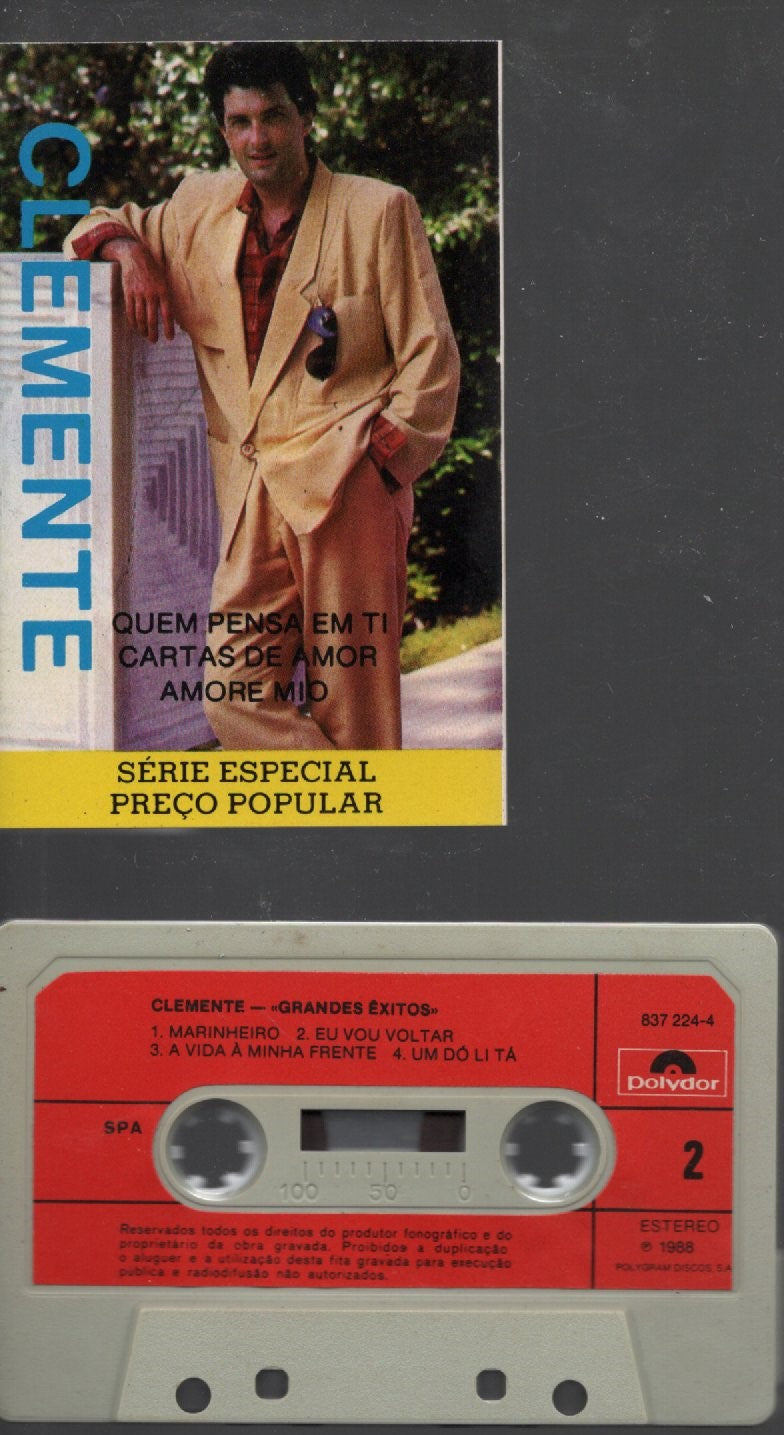 CLEMENTE
QUEM PENSA EM TI
CARTAS DE AMOR
AMORE MIO
SÉRIE ESPECIAL
PREÇO POPULAR
CLEMENTE — «GRANDES ÊXITOS»
1. MARINHEIRO 2. EU VOU VOLTAR
3. A VIDA À MINHA FRENTE 4. UM DÓ LI TÁ
837 224-4
polydor
SPA
2
100 50 0
Reservados todos os direitos do produtor fonográfico e do
proprietário da obra gravada. Proibidos a duplicação
o aluguer e a utilização desta fita gravada para execução
publica e radiodifusão não autorizados.
ESTEREO
℗ 1988
POLYGRAM DISCOS, S.A